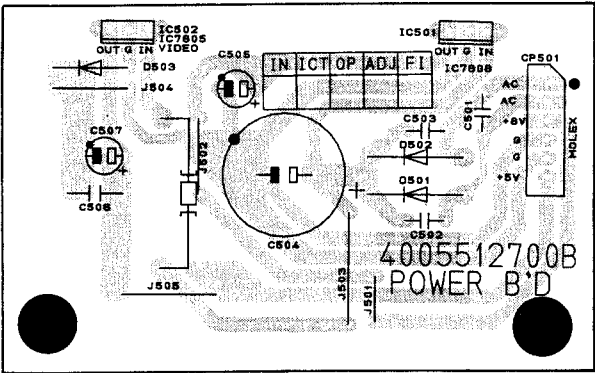 IC502
IC7805
VIDEO
OUT G IN
D503
J504
C505
IN ICT OP ADJ FI
IC501
OUT G IN
IC7808
CP501
AC
AC
+8V
G
G
+5V
MOLEX
C501
C503
D502
D501
C502
C507
C506
J502
C504
J505
J503
J501
4005512700B
POWER B'D